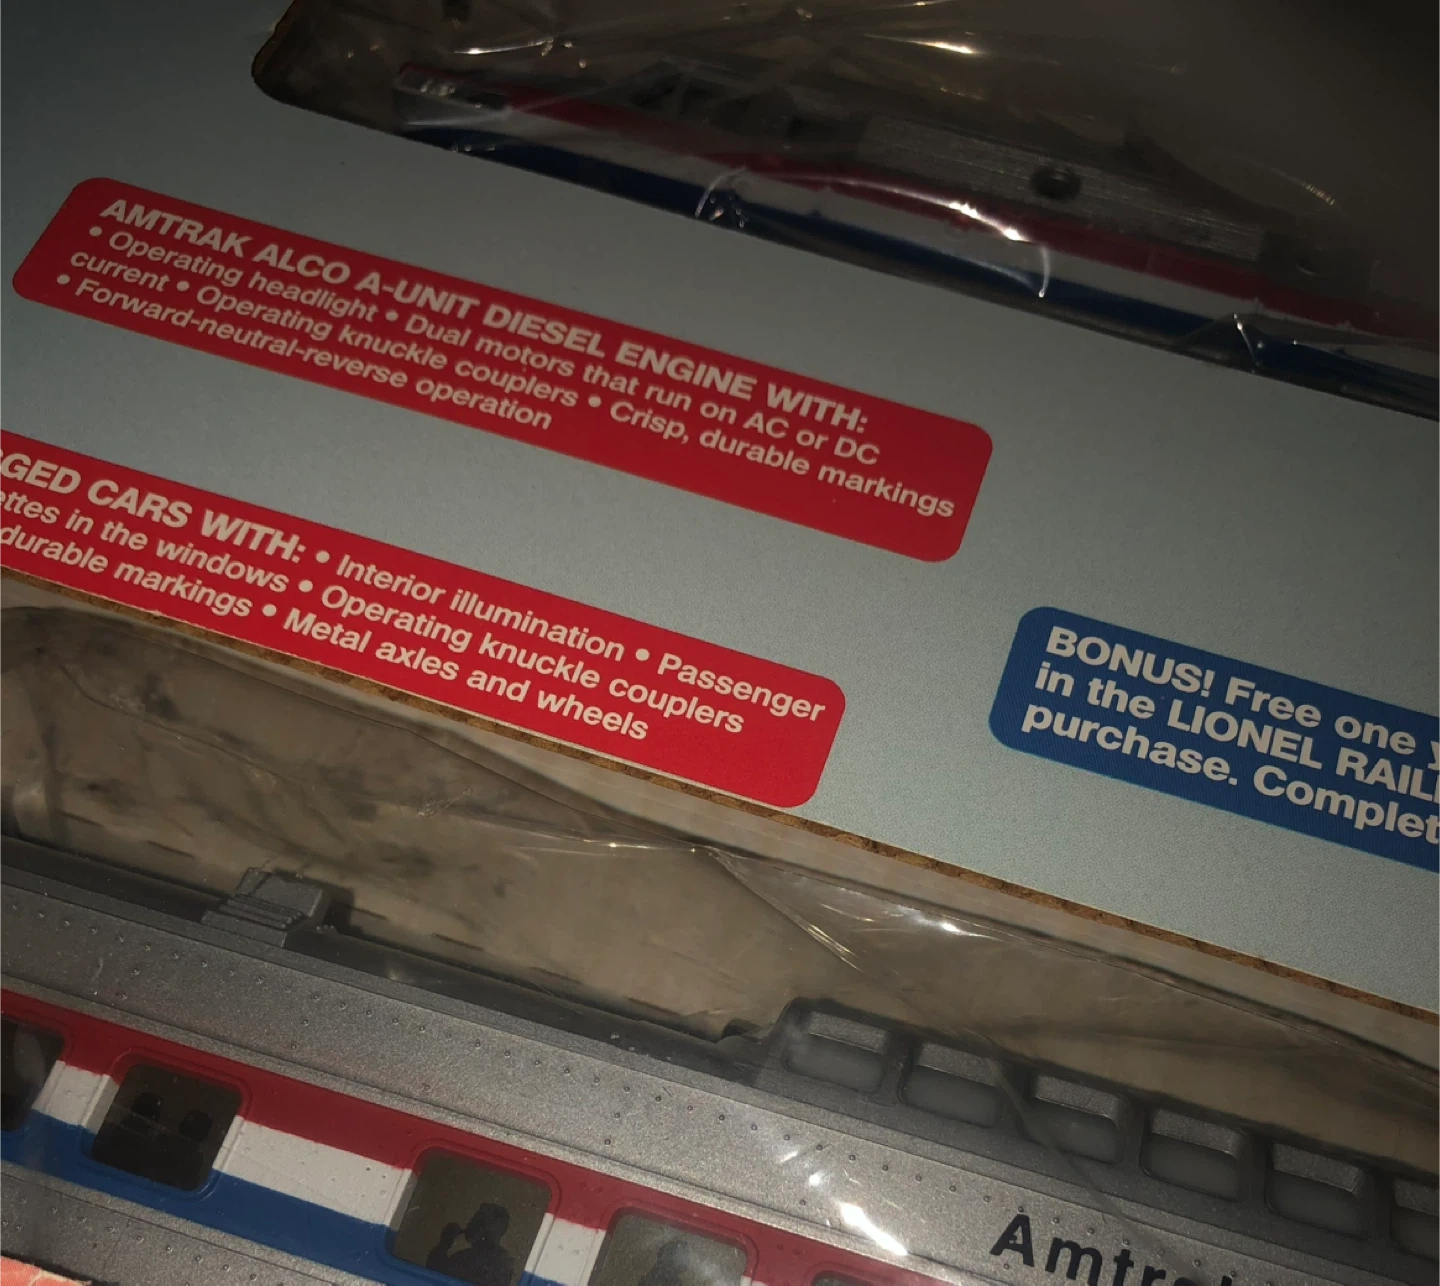 AMTRAK ALCO A-UNIT DIESEL ENGINE WITH:
• Operating headlight • Dual motors that run on AC or DC
current • Operating knuckle couplers • Crisp, durable markings
• Forward-neutral-reverse operation
GED CARS WITH: • Interior illumination • Passenger
ettes in the windows • Operating knuckle couplers
durable markings • Metal axles and wheels
BONUS! Free one
in the LIONEL RAIL
purchase. Complet
Amtra